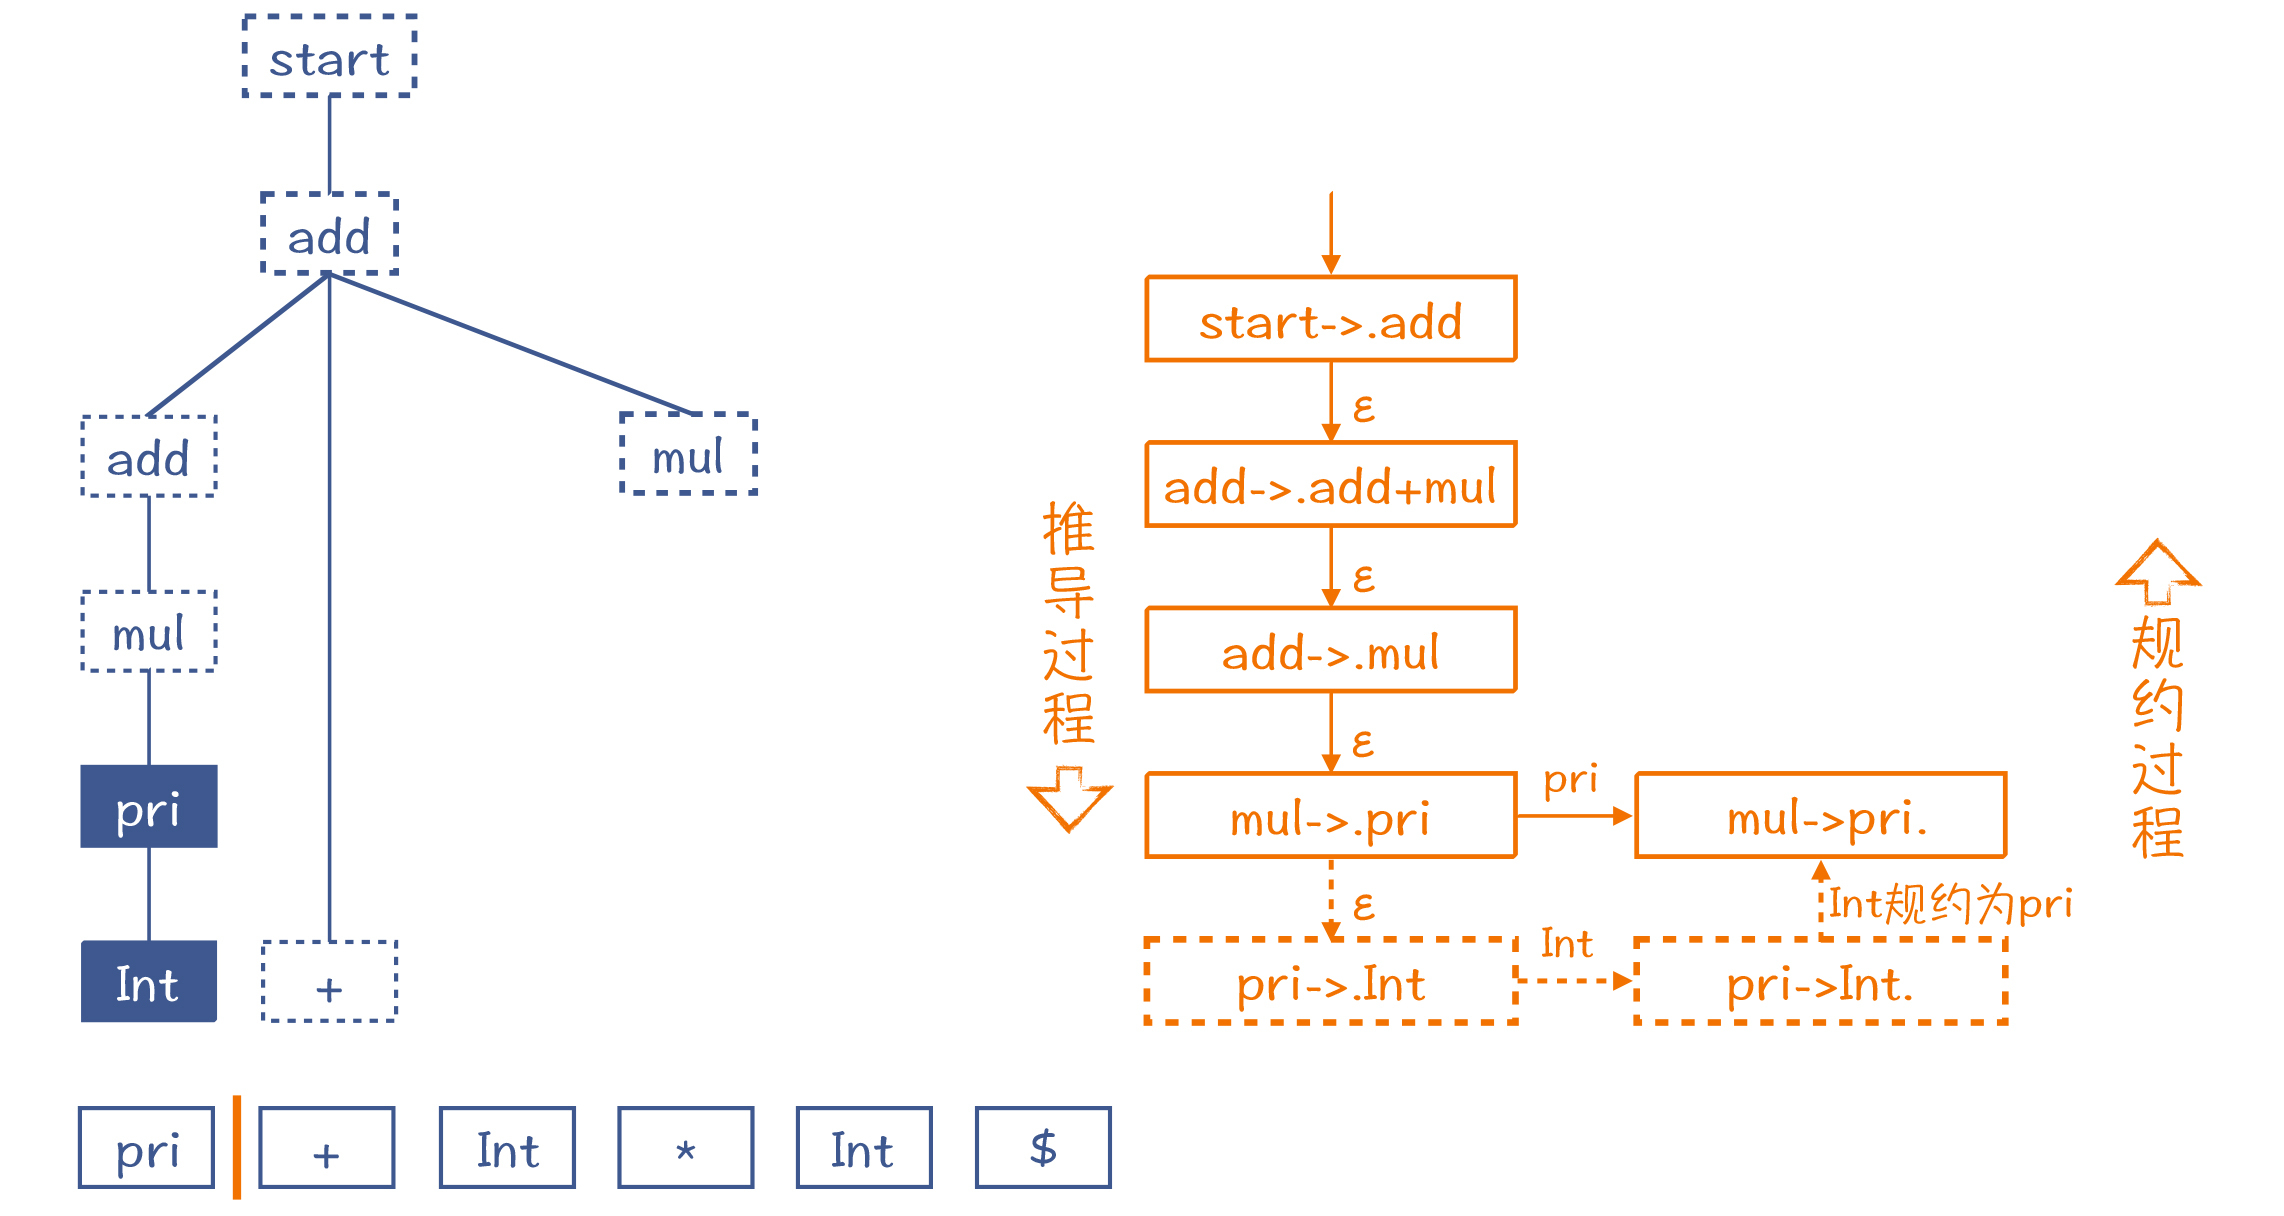 start
add
add
mul
mul
pri
Int
+
pri
+
Int
*
Int
$
推导过程
start->.add
ε
add->.add+mul
ε
add->.mul
ε
mul->.pri
pri
mul->pri.
ε
Int规约为pri
pri->.Int
Int
pri->Int.
规约过程